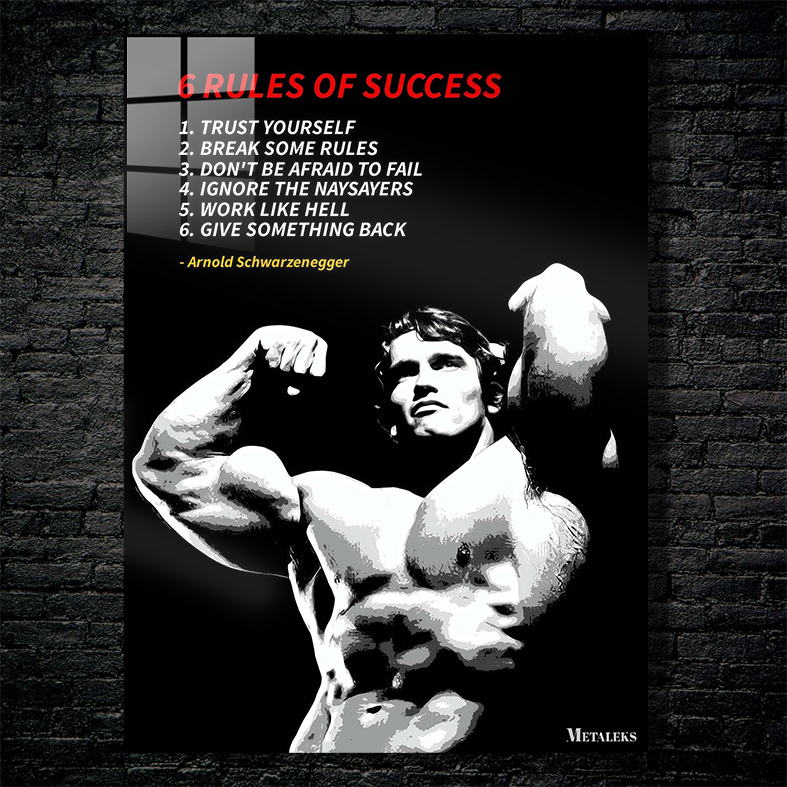 6 RULES OF SUCCESS
1. TRUST YOURSELF
2. BREAK SOME RULES
3. DON'T BE AFRAID TO FAIL
4. IGNORE THE NAYSAYERS
5. WORK LIKE HELL
6. GIVE SOMETHING BACK
- Arnold Schwarzenegger
METALEKS